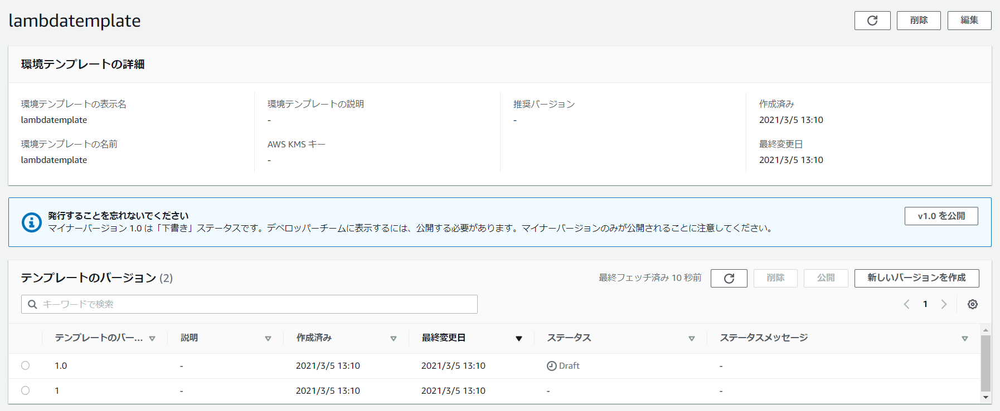 lambdatemplate
削除
編集
環境テンプレートの詳細
環境テンプレートの表示名
lambdatemplate
環境テンプレートの名前
lambdatemplate
環境テンプレートの説明
-
AWS KMS キー
-
推奨バージョン
-
作成済み
2021/3/5 13:10
最終変更日
2021/3/5 13:10
発行することを忘れないでください
マイナーバージョン 1.0 は「下書き」ステータスです。デベロッパーチームに表示するには、公開する必要があります。マイナーバージョンのみが公開されることに注意してください。
v1.0 を公開
テンプレートのバージョン (2)
最終フェッチ済み 10 秒前
削除
公開
新しいバージョンを作成
キーワードで検索
1
テンプレートのバー... 説明 作成済み 最終変更日 ステータス ステータスメッセージ
1.0 - 2021/3/5 13:10 2021/3/5 13:10 Draft -
1 - 2021/3/5 13:10 2021/3/5 13:10 - -